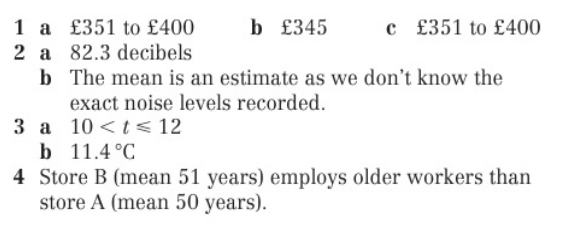 1 a £351 to £400 b £345 c £351 to £400
2 a 82.3 decibels
b The mean is an estimate as we don't know the
exact noise levels recorded.
3 a 10 < t ⩽ 12
b 11.4 °C
4 Store B (mean 51 years) employs older workers than
store A (mean 50 years).